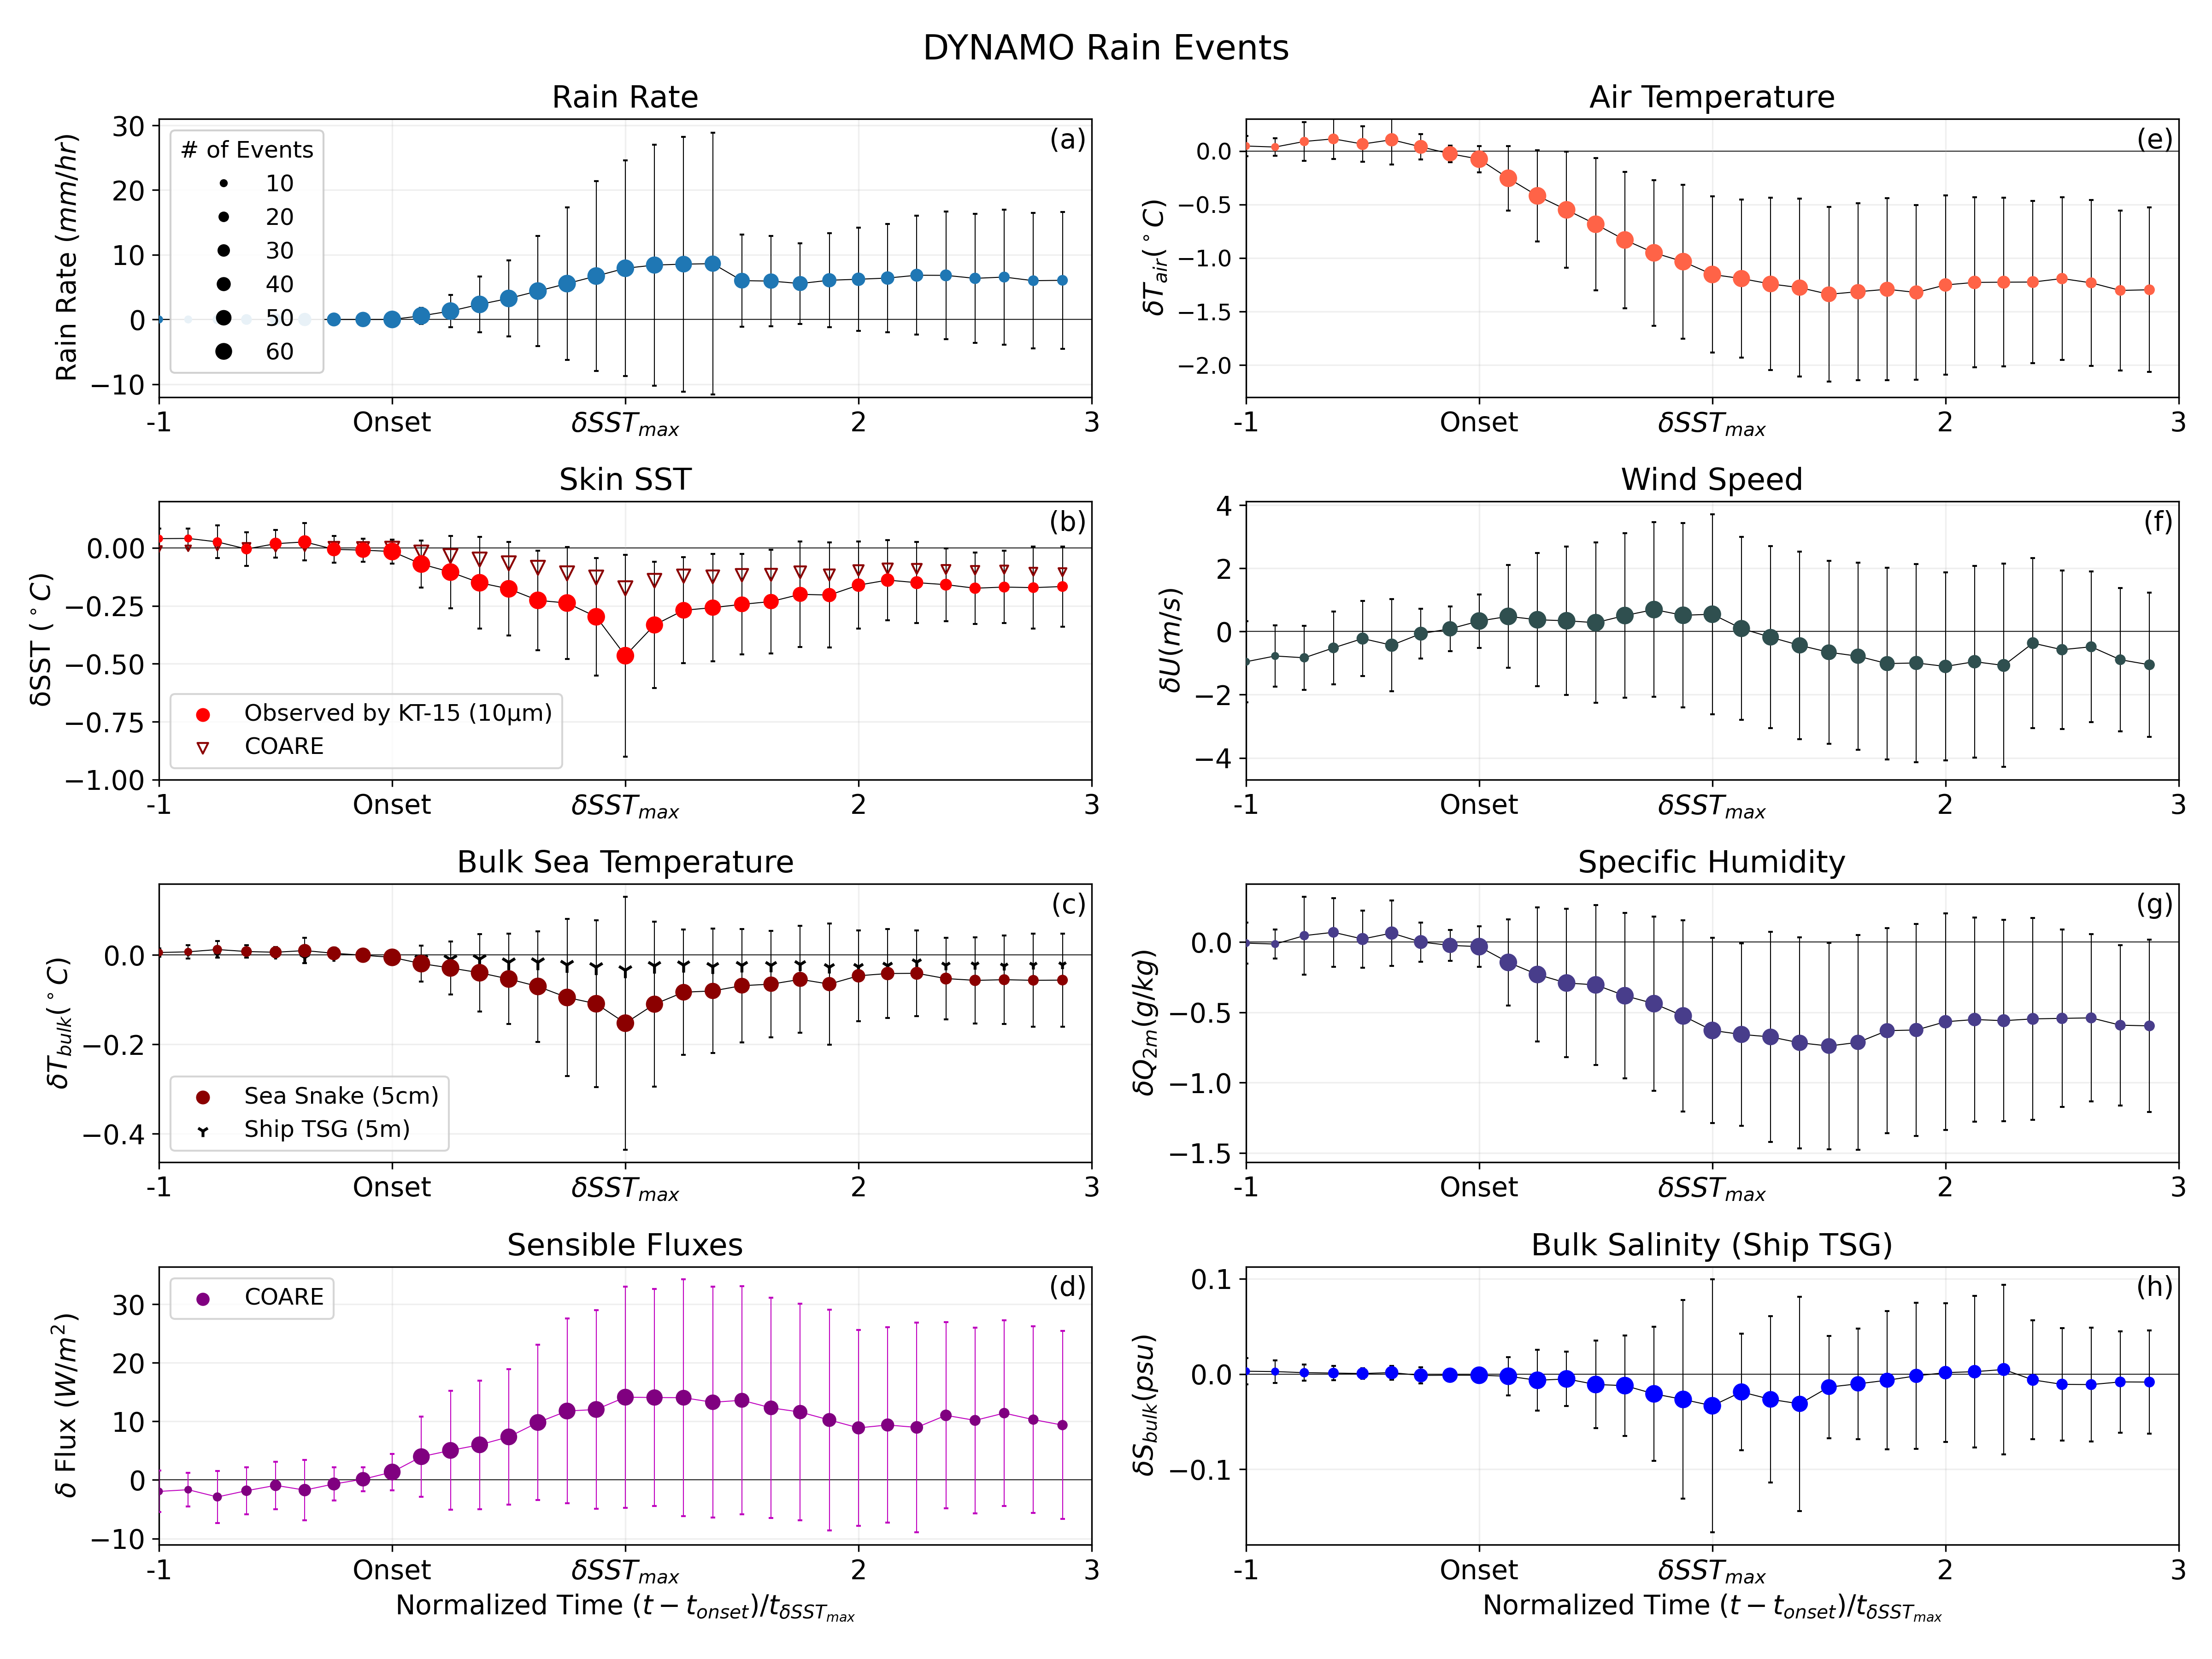 DYNAMO Rain Events
Rain Rate
(a)
Rain Rate (mm/hr)
30
20
10
0
−10
# of Events
10
20
30
40
50
60
-1 Onset δSST_max 2 3
Air Temperature
(e)
δT_air(°C)
0.0
−0.5
−1.0
−1.5
−2.0
-1 Onset δSST_max 2 3
Skin SST
(b)
δSST (°C)
0.00
−0.25
−0.50
−0.75
−1.00
Observed by KT-15 (10μm)
COARE
-1 Onset δSST_max 2 3
Wind Speed
(f)
δU(m/s)
4
2
0
−2
−4
-1 Onset δSST_max 2 3
Bulk Sea Temperature
(c)
δT_bulk(°C)
0.0
−0.2
−0.4
Sea Snake (5cm)
Ship TSG (5m)
-1 Onset δSST_max 2 3
Specific Humidity
(g)
δQ_2m(g/kg)
0.0
−0.5
−1.0
−1.5
-1 Onset δSST_max 2 3
Sensible Fluxes
(d)
δ Flux (W/m²)
30
20
10
0
−10
COARE
-1 Onset δSST_max 2 3
Normalized Time (t − t_onset)/t_δSST_max
Bulk Salinity (Ship TSG)
(h)
δS_bulk(psu)
0.1
0.0
−0.1
-1 Onset δSST_max 2 3
Normalized Time (t − t_onset)/t_δSST_max